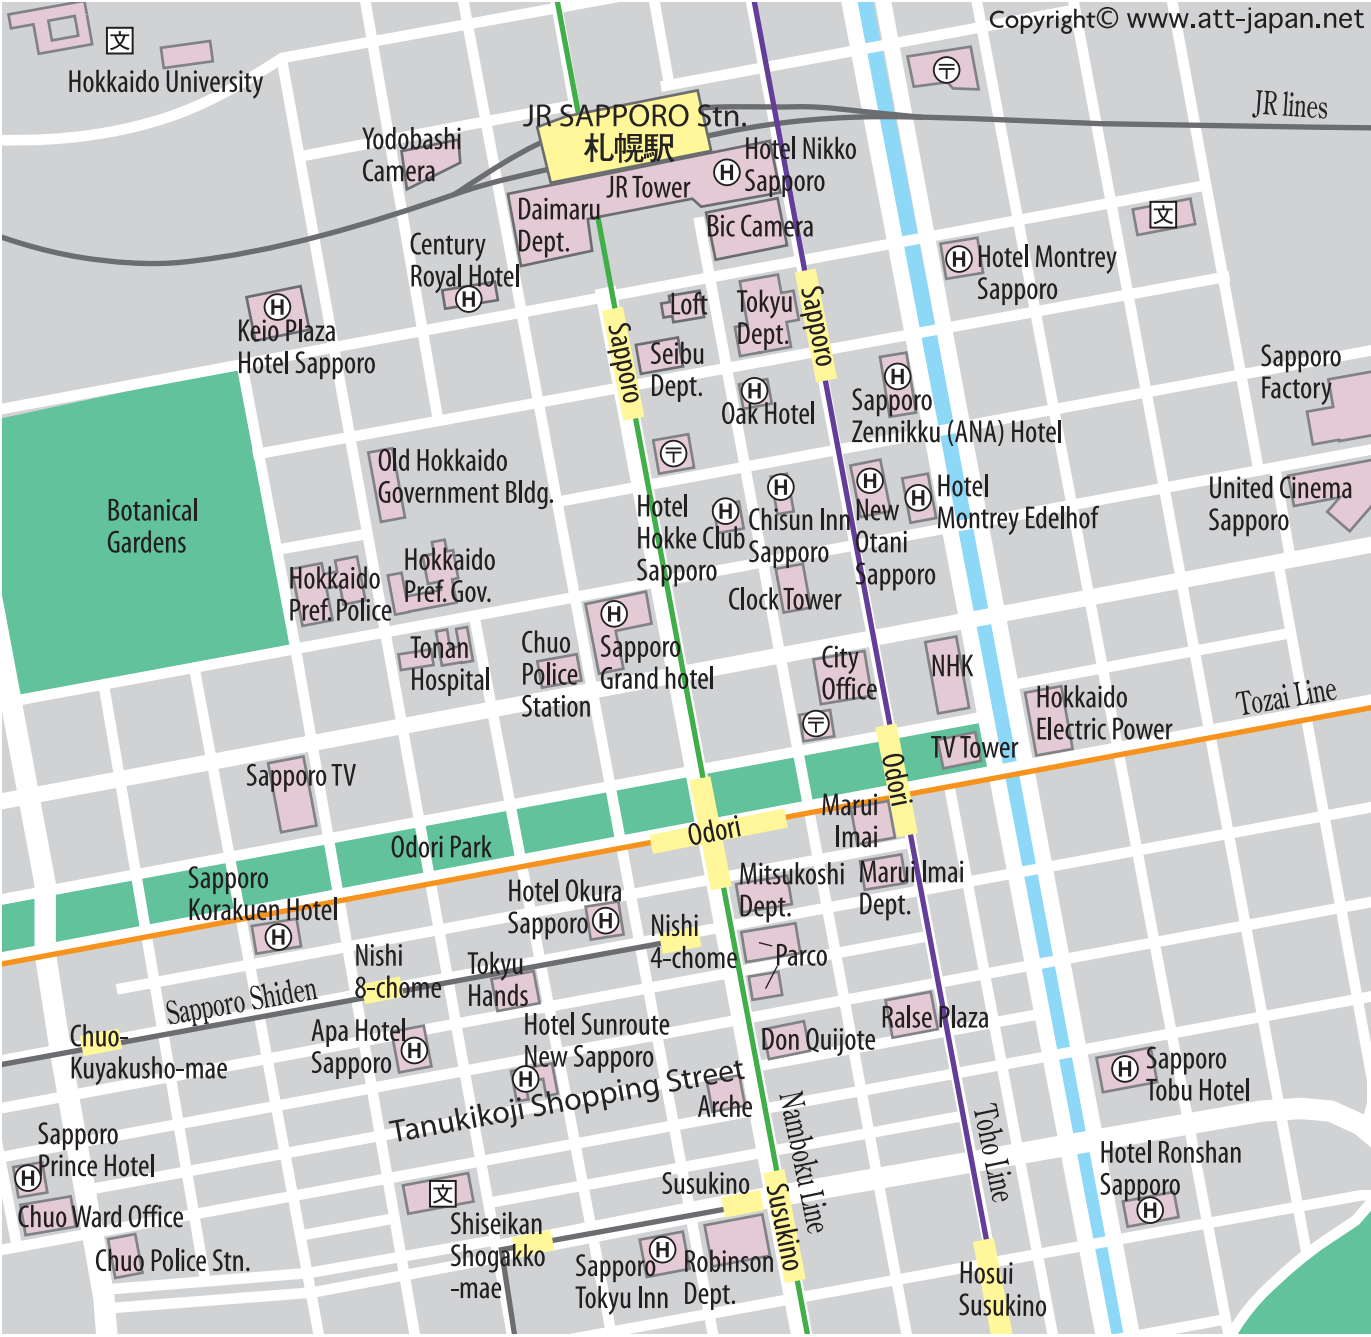 Copyright© www.att-japan.net
文
Hokkaido University
〒
JR lines
JR SAPPORO Stn.
札幌駅
Yodobashi
Camera
H
Hotel Nikko
Sapporo
JR Tower
Daimaru
Dept.
Bic Camera
文
Century
Royal Hotel
H
H
Hotel Montrey
Sapporo
H
Keio Plaza
Hotel Sapporo
Loft
Tokyu
Dept.
Sapporo
Sapporo
Seibu
Dept.
H
Oak Hotel
H
Sapporo
Zennikku (ANA) Hotel
Sapporo
Factory
〒
Old Hokkaido
Government Bldg.
Botanical
Gardens
Hotel
Hokke Club
Sapporo
H
H
Chisun Inn
Sapporo
H
New
Otani
Sapporo
H
Hotel
Montrey Edelhof
United Cinema
Sapporo
Hokkaido
Pref. Police
Hokkaido
Pref. Gov.
Clock Tower
H
Sapporo
Grand hotel
Tonan
Hospital
Chuo
Police
Station
City
Office
NHK
〒
Hokkaido
Electric Power
Tozai Line
TV Tower
Sapporo TV
Odori
Odori
Odori Park
Marui
Imai
Mitsukoshi
Dept.
Marui Imai
Dept.
Sapporo
Korakuen Hotel
H
Hotel Okura
Sapporo
H
Nishi
4-chome
Parco
Nishi
8-chome
Tokyu
Hands
Sapporo Shiden
Chuo-
Kuyakusho-mae
Apa Hotel
Sapporo
H
Hotel Sunroute
New Sapporo
H
Don Quijote
Ralse Plaza
Tanukikoji Shopping Street
Arche
Namboku Line
Toho Line
H
Sapporo
Tobu Hotel
Sapporo
Prince Hotel
H
Chuo Ward Office
Chuo Police Stn.
文
Susukino
Susukino
Hotel Ronshan
Sapporo
H
Shiseikan
Shogakko
-mae
H
Sapporo
Tokyu Inn
Robinson
Dept.
Hosui
Susukino